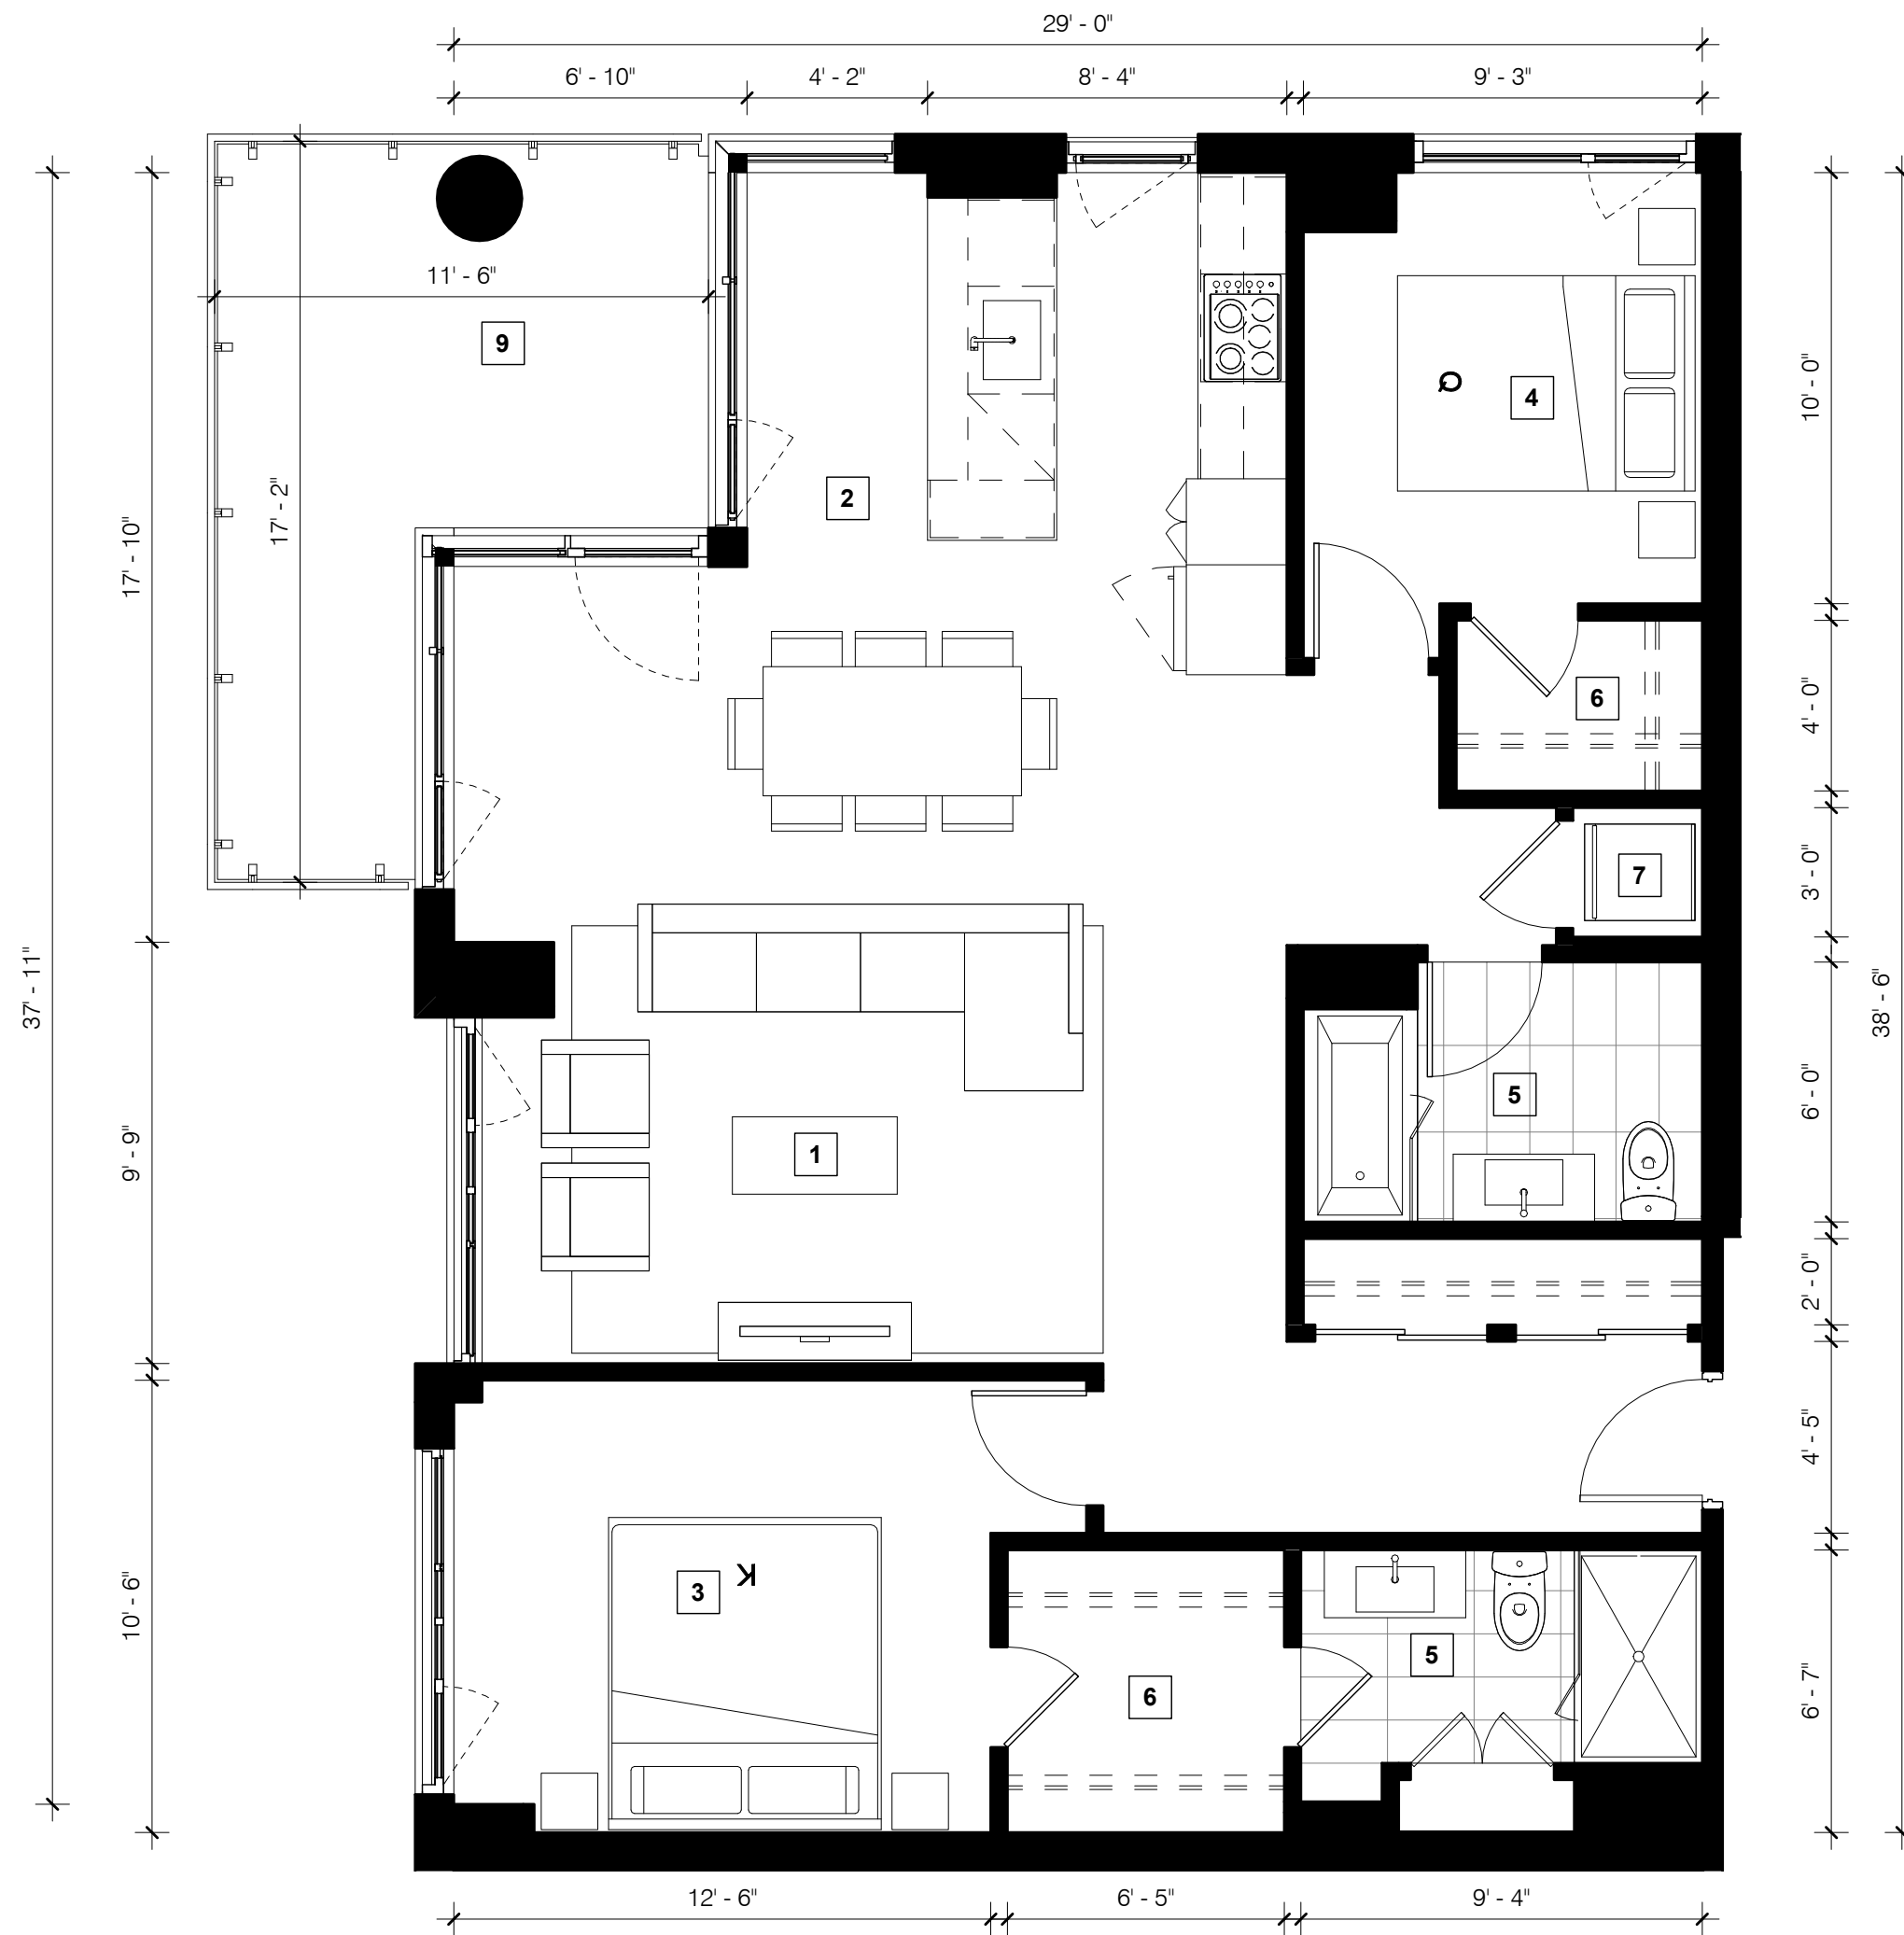 29' - 0"
6' - 10"
4' - 2"
8' - 4"
9' - 3"
11' - 6"
9
17' - 2"
2
Q
4
10' - 0"
17' - 10"
6
4' - 0"
7
3' - 0"
37' - 11"
38' - 6"
5
6' - 0"
1
9' - 9"
2' - 0"
4' - 5"
3
K
10' - 6"
6
5
6' - 7"
12' - 6"
6' - 5"
9' - 4"